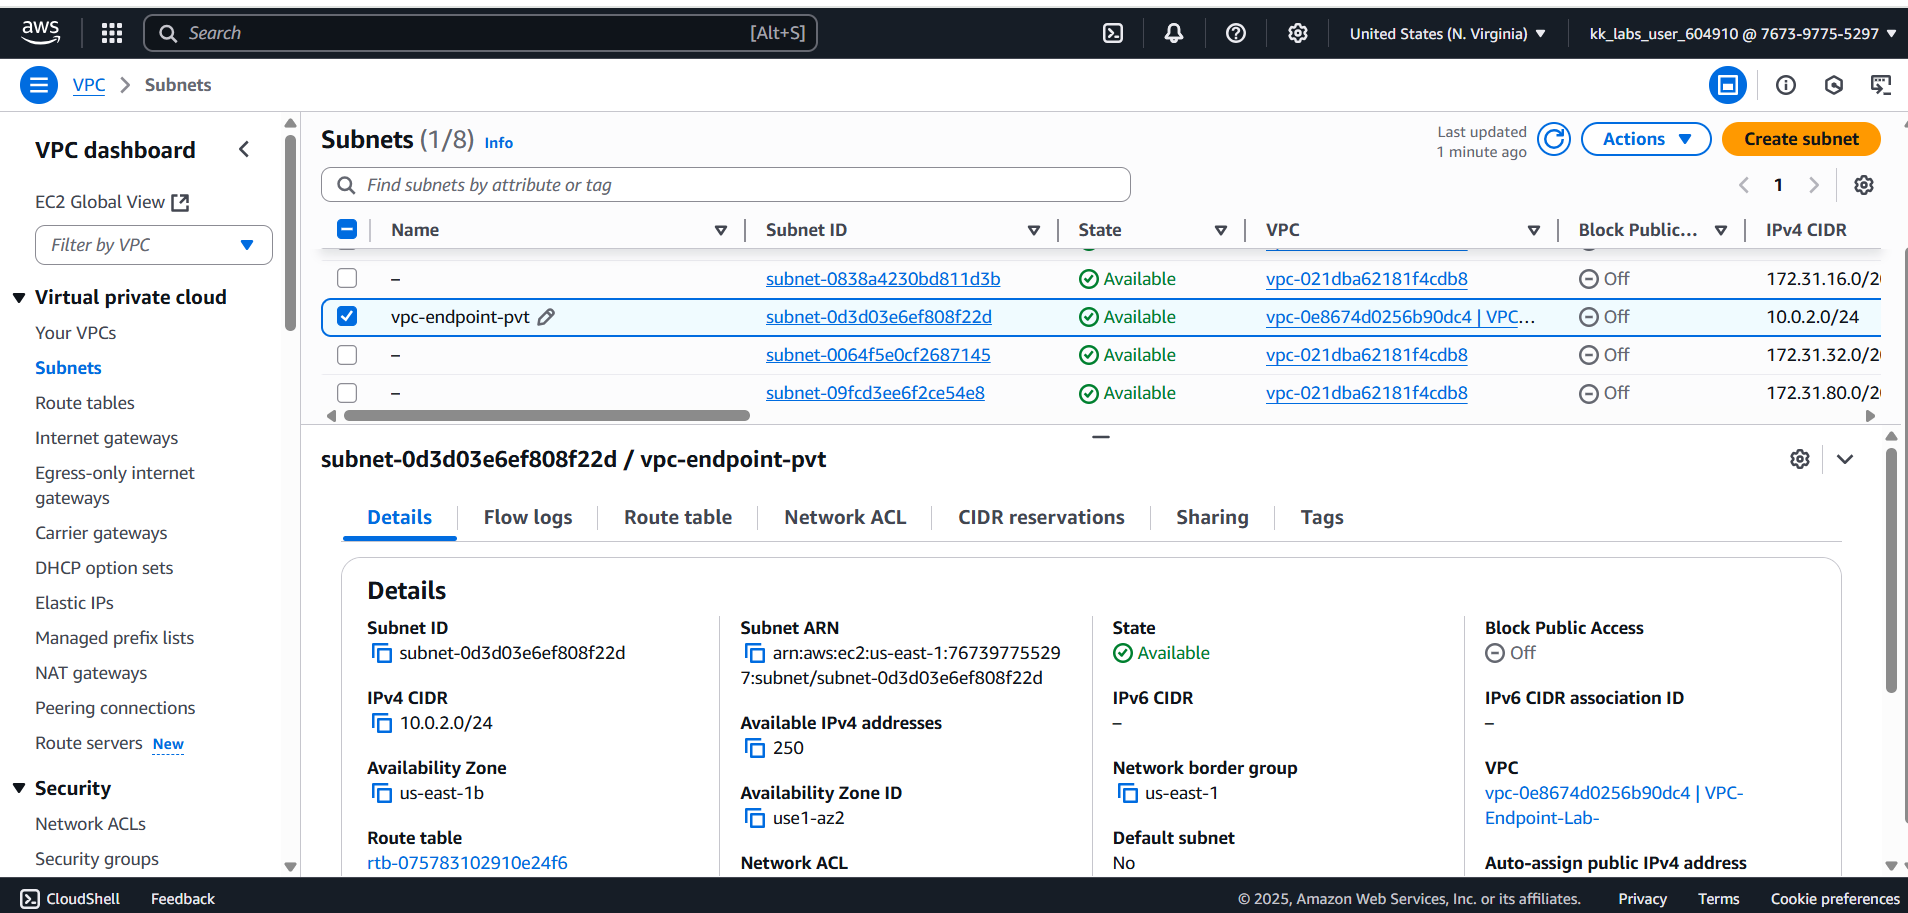 aws
Search [Alt+S]
United States (N. Virginia)
kk_labs_user_604910 @ 7673-9775-5297
VPC
Subnets
VPC dashboard
EC2 Global View
Filter by VPC
Virtual private cloud
Your VPCs
Subnets
Route tables
Internet gateways
Egress-only internet
gateways
Carrier gateways
DHCP option sets
Elastic IPs
Managed prefix lists
NAT gateways
Peering connections
Route servers New
Security
Network ACLs
Security groups
Subnets (1/8) Info
Last updated
1 minute ago
Actions
Create subnet
Find subnets by attribute or tag
1
Name Subnet ID State VPC Block Public... IPv4 CIDR
– subnet-0838a4230bd811d3b Available vpc-021dba62181f4cdb8 Off 172.31.16.0/2
vpc-endpoint-pvt subnet-0d3d03e6ef808f22d Available vpc-0e8674d0256b90dc4 | VPC... Off 10.0.2.0/24
– subnet-0064f5e0cf2687145 Available vpc-021dba62181f4cdb8 Off 172.31.32.0/2
– subnet-09fcd3ee6f2ce54e8 Available vpc-021dba62181f4cdb8 Off 172.31.80.0/2
subnet-0d3d03e6ef808f22d / vpc-endpoint-pvt
Details Flow logs Route table Network ACL CIDR reservations Sharing Tags
Details
Subnet ID
subnet-0d3d03e6ef808f22d
IPv4 CIDR
10.0.2.0/24
Availability Zone
us-east-1b
Route table
rtb-075783102910e24f6
Subnet ARN
arn:aws:ec2:us-east-1:76739775529
7:subnet/subnet-0d3d03e6ef808f22d
Available IPv4 addresses
250
Availability Zone ID
use1-az2
Network ACL
State
Available
IPv6 CIDR
–
Network border group
us-east-1
Default subnet
No
Block Public Access
Off
IPv6 CIDR association ID
–
VPC
vpc-0e8674d0256b90dc4 | VPC-
Endpoint-Lab-
Auto-assign public IPv4 address
CloudShell
Feedback
© 2025, Amazon Web Services, Inc. or its affiliates.
Privacy
Terms
Cookie preferences